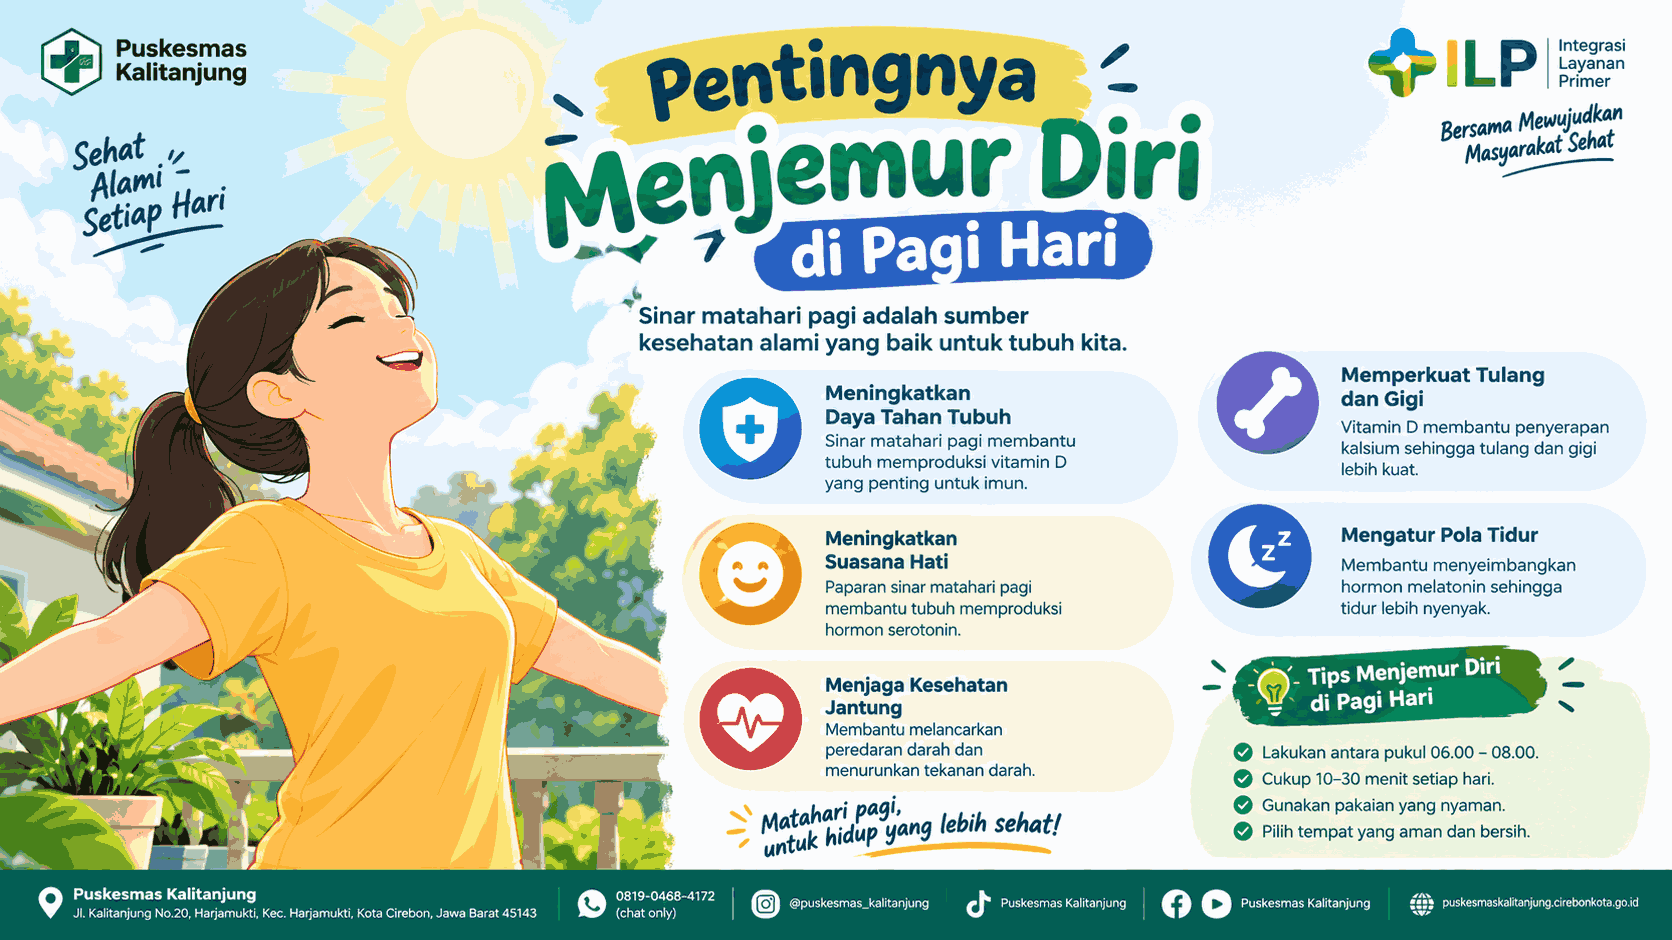 Puskesmas
Kalitanjung
Sehat
Alami
Setiap Hari
Pentingnya
Menjemur Diri
di Pagi Hari
ILP
Integrasi
Layanan
Primer
Bersama Mewujudkan
Masyarakat Sehat
Sinar matahari pagi adalah sumber
kesehatan alami yang baik untuk tubuh kita.
Meningkatkan
Daya Tahan Tubuh
Sinar matahari pagi membantu
tubuh memproduksi vitamin D
yang penting untuk imun.
Meningkatkan
Suasana Hati
Paparan sinar matahari pagi
membantu tubuh memproduksi
hormon serotonin.
Menjaga Kesehatan
Jantung
Membantu melancarkan
peredaran darah dan
menurunkan tekanan darah.
Matahari pagi,
untuk hidup yang lebih sehat!
Memperkuat Tulang
dan Gigi
Vitamin D membantu penyerapan
kalsium sehingga tulang dan gigi
lebih kuat.
z z
Mengatur Pola Tidur
Membantu menyeimbangkan
hormon melatonin sehingga
tidur lebih nyenyak.
Tips Menjemur Diri
di Pagi Hari
Lakukan antara pukul 06.00 – 08.00.
Cukup 10–30 menit setiap hari.
Gunakan pakaian yang nyaman.
Pilih tempat yang aman dan bersih.
Puskesmas Kalitanjung
Jl. Kalitanjung No.20, Harjamukti, Kec. Harjamukti, Kota Cirebon, Jawa Barat 45143
0819-0468-4172
(chat only)
@puskesmas_kalitanjung
Puskesmas Kalitanjung
Puskesmas Kalitanjung
puskesmaskalitanjung.cirebonkota.go.id